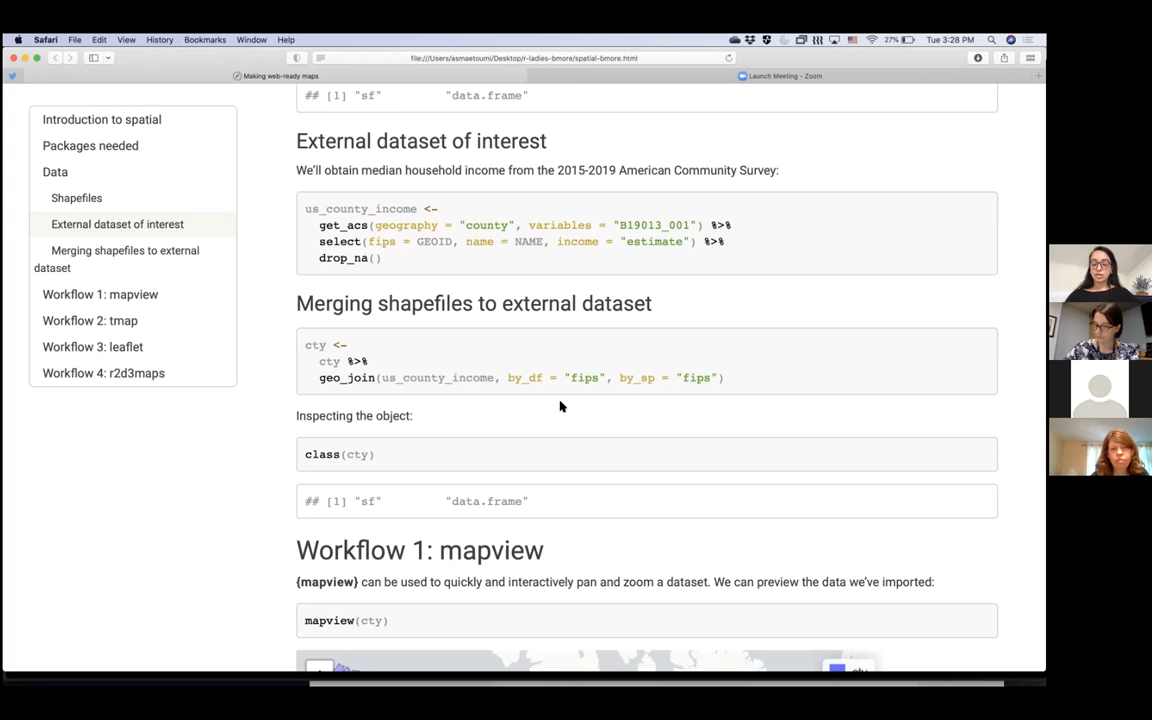 Safari File Edit View History Bookmarks Window Help 27% Tue 3:28 PM
file:///Users/asmaetoumi/Desktop/r-ladies-bmore/spatial-bmore.html
Making web-ready maps Launch Meeting - Zoom
## [1] "sf" "data.frame"
Introduction to spatial
Packages needed
Data
Shapefiles
External dataset of interest
Merging shapefiles to external
dataset
Workflow 1: mapview
Workflow 2: tmap
Workflow 3: leaflet
Workflow 4: r2d3maps
External dataset of interest
We'll obtain median household income from the 2015-2019 American Community Survey:
us_county_income <-
get_acs(geography = "county", variables = "B19013_001") %>%
select(fips = GEOID, name = NAME, income = "estimate") %>%
drop_na()
Merging shapefiles to external dataset
cty <-
cty %>%
geo_join(us_county_income, by_df = "fips", by_sp = "fips")
Inspecting the object:
class(cty)
## [1] "sf" "data.frame"
Workflow 1: mapview
{mapview} can be used to quickly and interactively pan and zoom a dataset. We can preview the data we've imported:
mapview(cty)